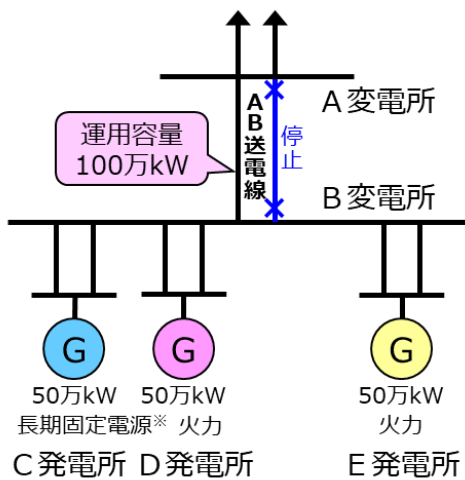 A変電所
運用容量
100万kW
AB送電線
停止
B変電所
G
G
G
50万kW
50万kW
50万kW
長期固定電源※
火力
火力
C発電所
D発電所
E発電所